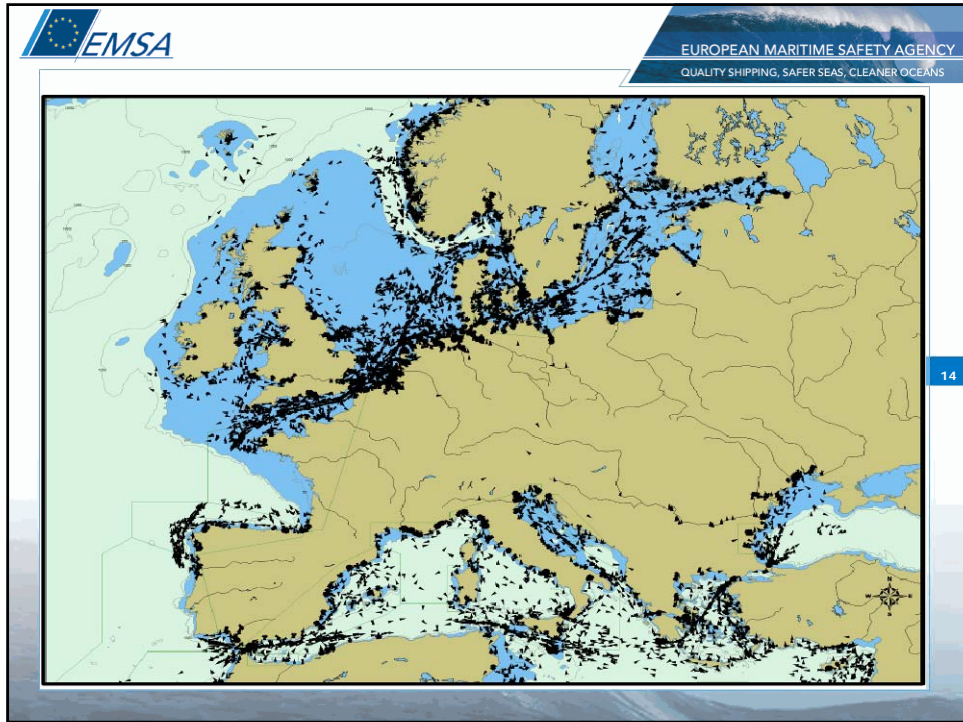 EMSA
EUROPEAN MARITIME SAFETY AGENCY
QUALITY SHIPPING, SAFER SEAS, CLEANER OCEANS
14
N
W E
S